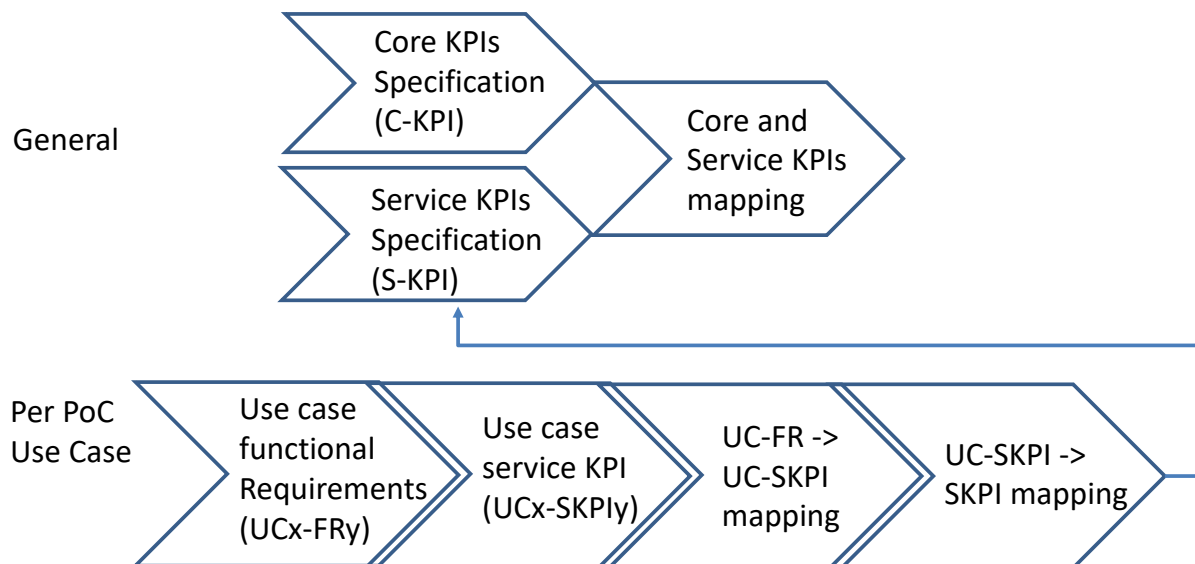 General
Core KPIs
Specification
(C-KPI)
Core and
Service KPIs
mapping
Service KPIs
Specification
(S-KPI)
Per PoC
Use Case
Use case
functional
Requirements
(UCx-FRy)
Use case
service KPI
(UCx-SKPIy)
UC-FR ->
UC-SKPI
mapping
UC-SKPI ->
SKPI mapping